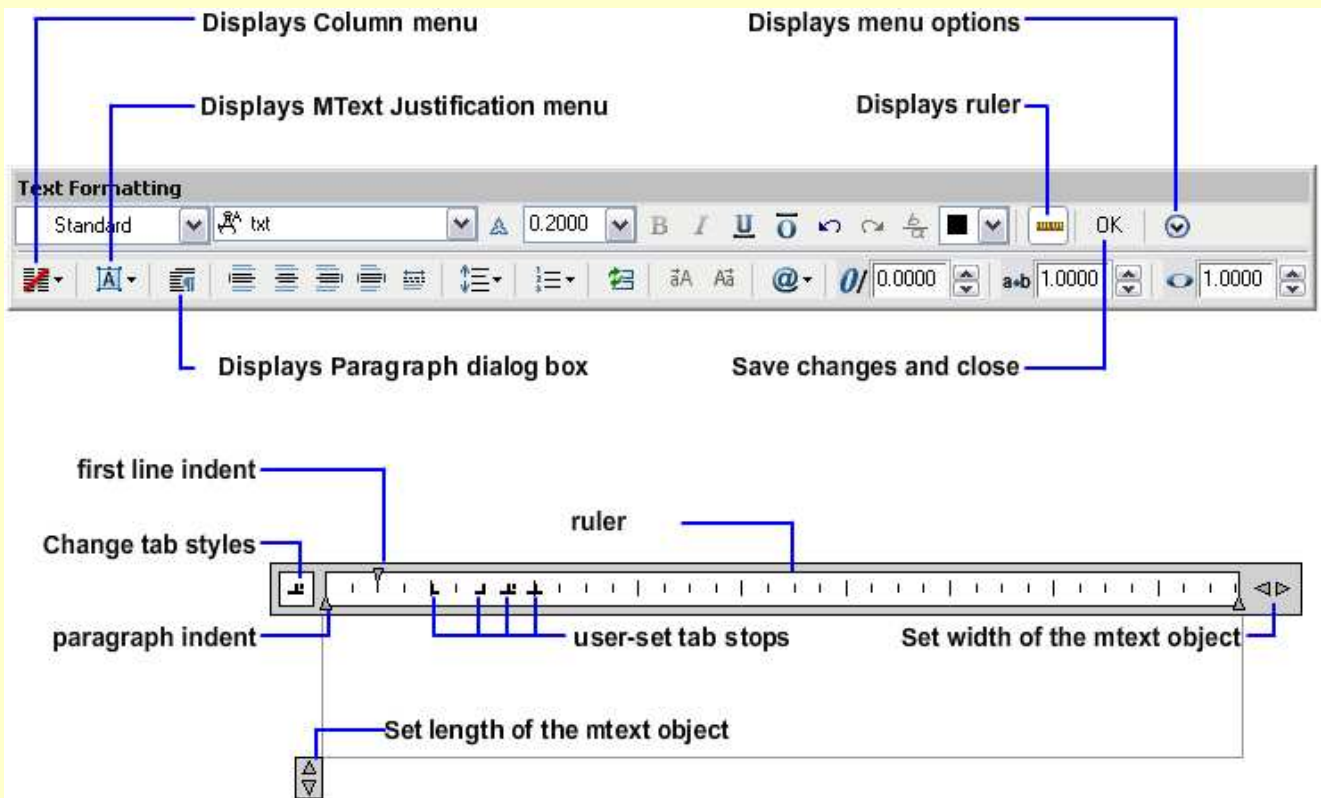 Displays Column menu
Displays menu options
Displays MText Justification menu
Displays ruler
Text Formatting
Standard txt 0.2000 B I U O OK
A aA Aa @ 0/ 0.0000 a•b 1.0000 1.0000
Displays Paragraph dialog box
Save changes and close
first line indent
ruler
Change tab styles
paragraph indent
user-set tab stops
Set width of the mtext object
Set length of the mtext object